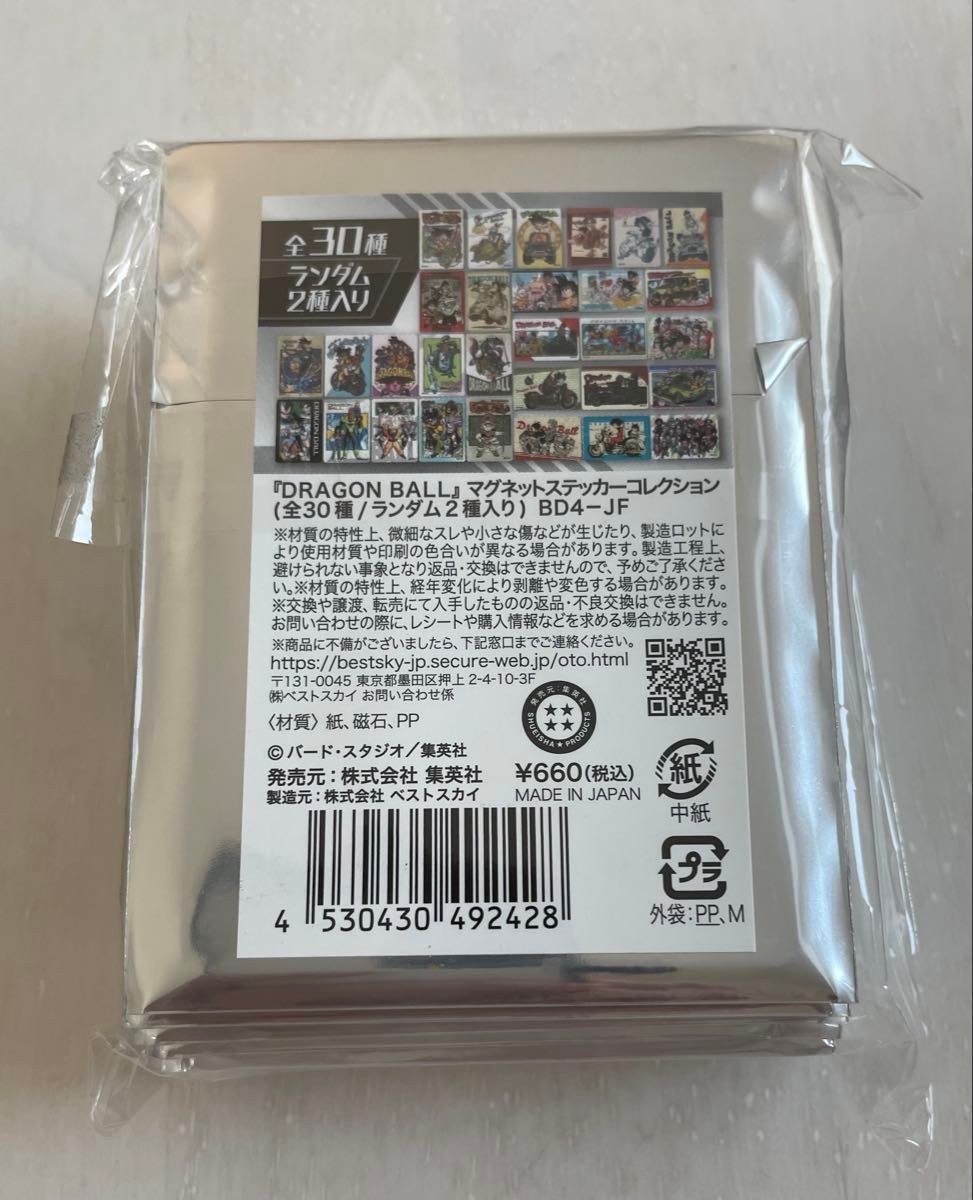 全30種
ランダム
2種入り
『DRAGON BALL』マグネットステッカーコレクション
(全30種/ランダム2種入り) BD4-JF
※材質の特性上、微細なスレや小さな傷などが生じたり、製造ロットに
より使用材質や印刷の色合いが異なる場合があります。製造工程上、
避けられない事象となり返品・交換はできませんので、予めご了承くださ
い。※材質の特性上、経年変化により剥離や変色する場合があります。
※交換や譲渡、転売にて入手したものの返品・不良交換はできません。
お問い合わせの際に、レシートや購入情報などを求める場合があります。
※商品に不備がございましたら、下記窓口までご連絡ください。
https://bestsky-jp.secure-web.jp/oto.html
〒131-0045 東京都墨田区押上 2-4-10-3F
㈱ベストスカイ お問い合わせ係
発売元:集英社
SHUEISHA★PRODUCTS
〈材質〉紙、磁石、PP
©バード・スタジオ/集英社
発売元:株式会社 集英社
¥660(税込)
製造元:株式会社 ベストスカイ
MADE IN JAPAN
紙
中紙
プラ
外袋:PP、M
4 530430 492428